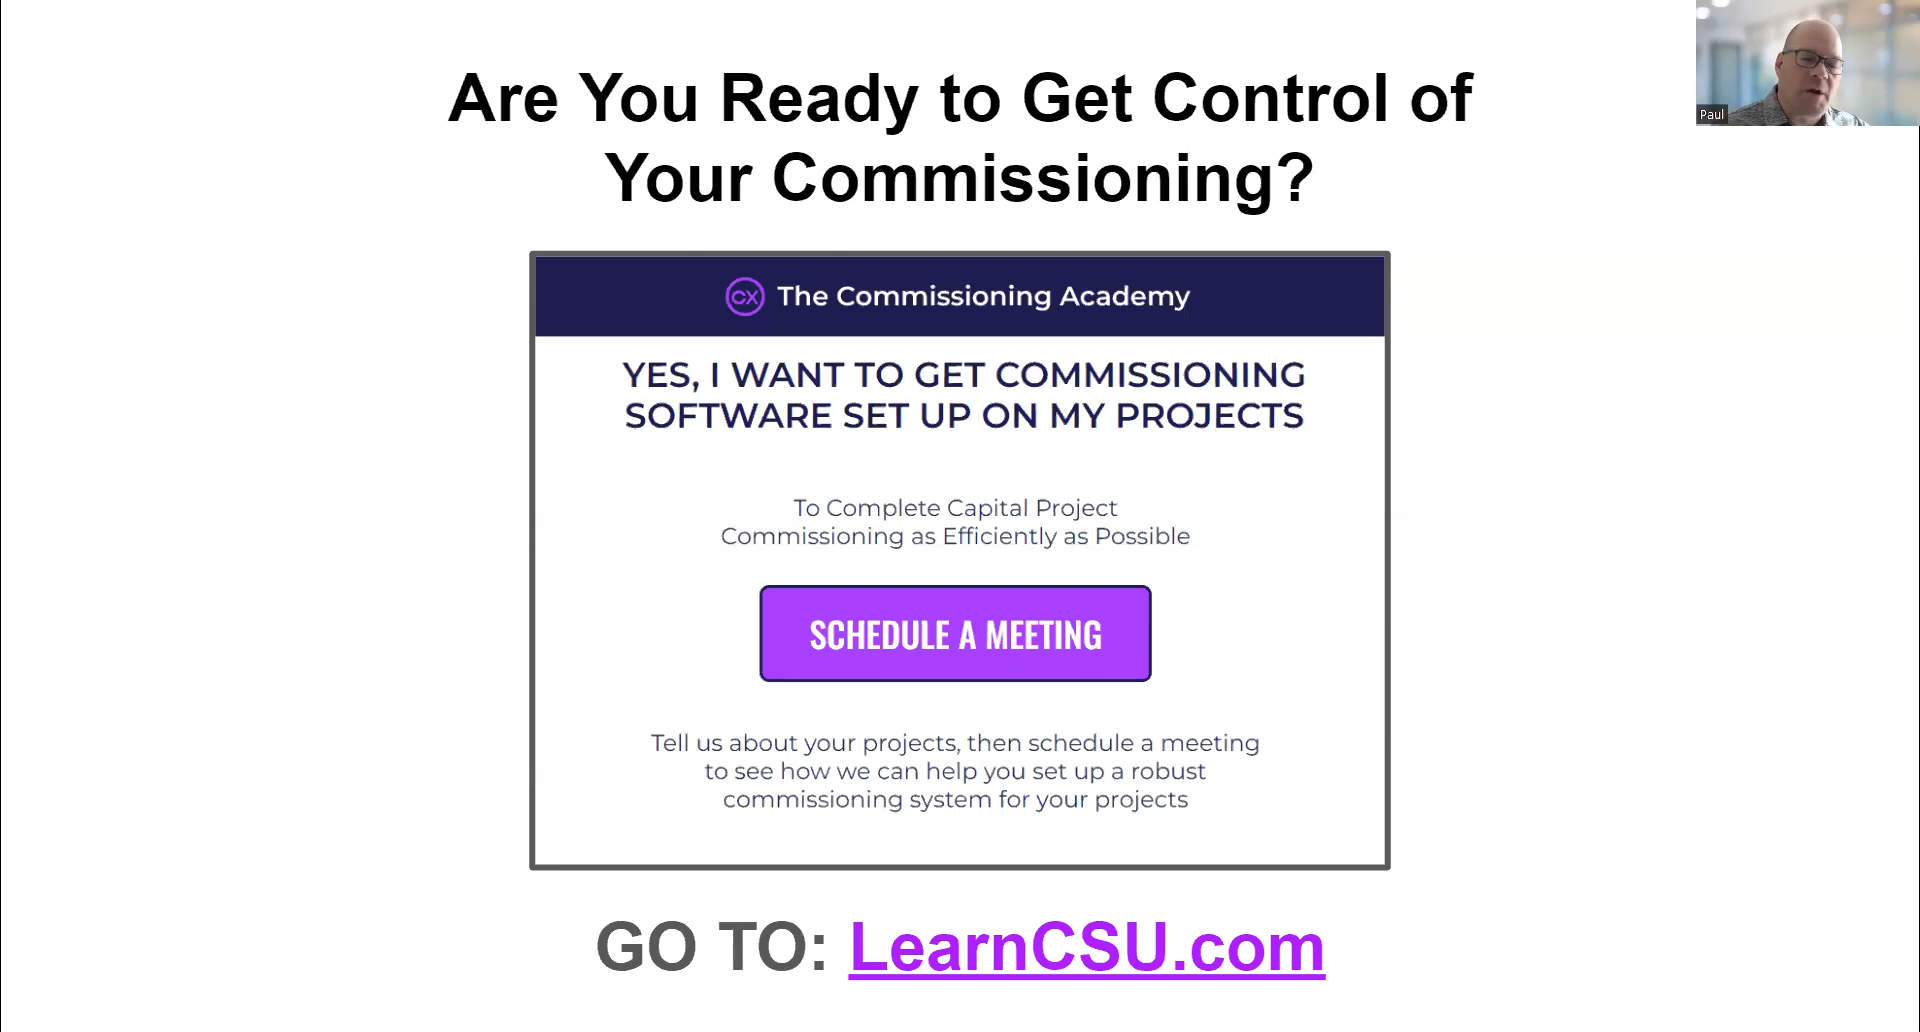 Are You Ready to Get Control of
Your Commissioning?
Paul
CX The Commissioning Academy
YES, I WANT TO GET COMMISSIONING
SOFTWARE SET UP ON MY PROJECTS
To Complete Capital Project
Commissioning as Efficiently as Possible
SCHEDULE A MEETING
Tell us about your projects, then schedule a meeting
to see how we can help you set up a robust
commissioning system for your projects
GO TO: LearnCSU.com